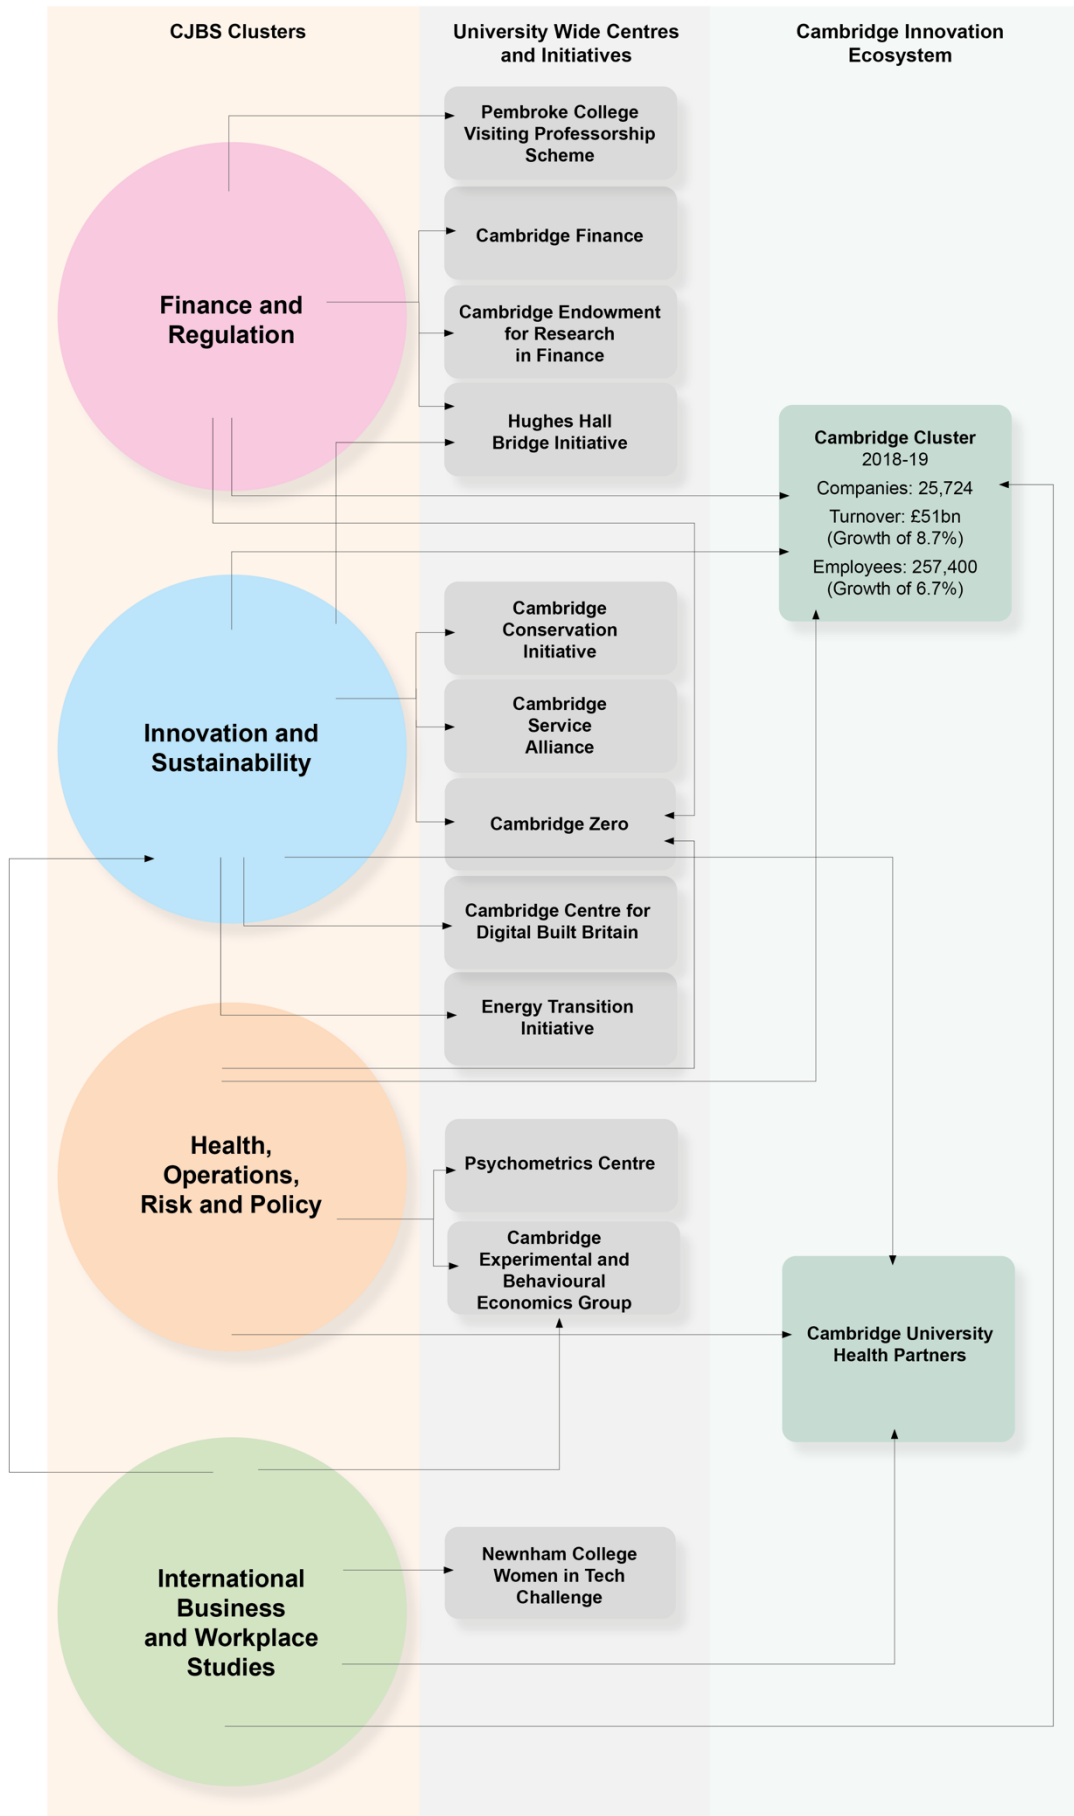 CJBS Clusters
University Wide Centres
and Initiatives
Cambridge Innovation
Ecosystem
Pembroke College
Visiting Professorship
Scheme
Cambridge Finance
Finance and
Regulation
Cambridge Endowment
for Research
in Finance
Hughes Hall
Bridge Initiative
Cambridge Cluster
2018-19
Companies: 25,724
Turnover: £51bn
(Growth of 8.7%)
Employees: 257,400
(Growth of 6.7%)
Cambridge
Conservation
Initiative
Innovation and
Sustainability
Cambridge
Service
Alliance
Cambridge Zero
Cambridge Centre for
Digital Built Britain
Energy Transition
Initiative
Health,
Operations,
Risk and Policy
Psychometrics Centre
Cambridge
Experimental and
Behavioural
Economics Group
Cambridge University
Health Partners
International
Business
and Workplace
Studies
Newnham College
Women in Tech
Challenge